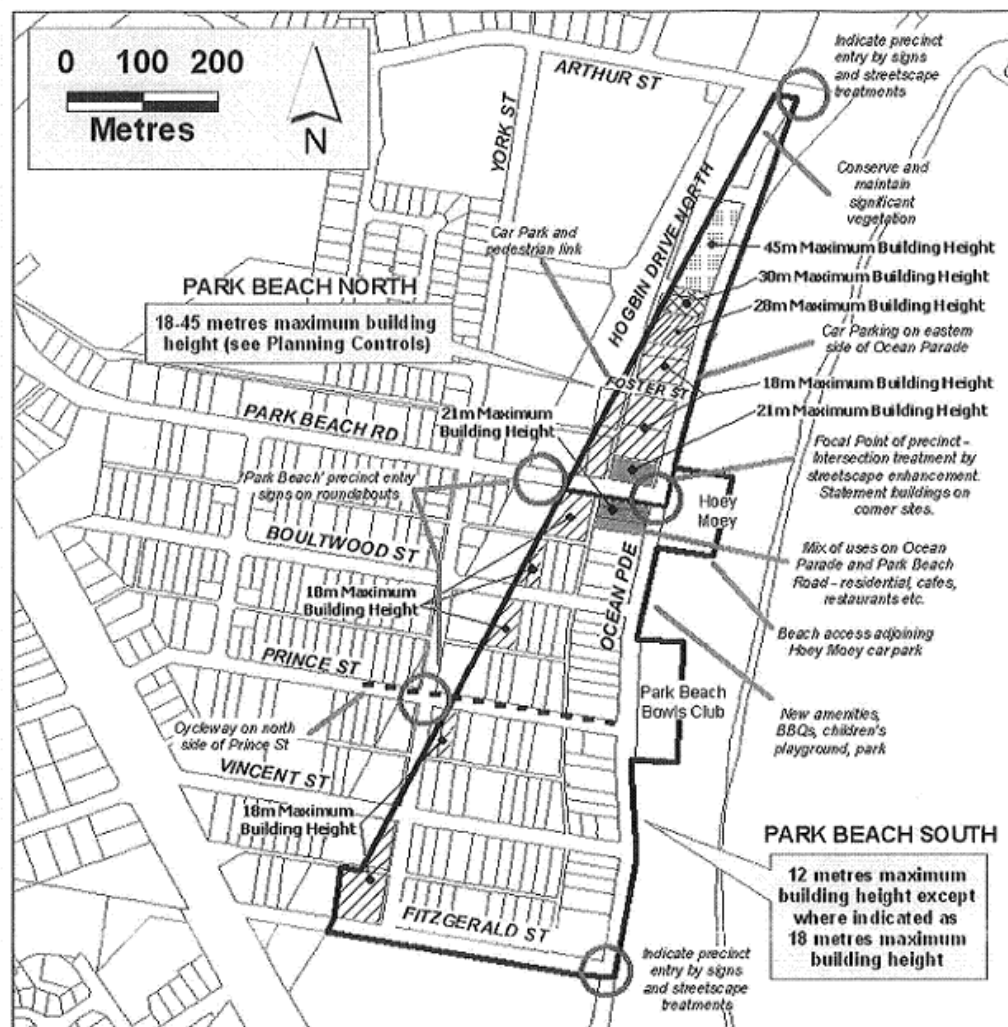 0 100 200
Metres
N
ARTHUR ST
YORK ST
HOGBIN DRIVE NORTH
Indicate precinct
entry by signs
and streetscape
treatments
Conserve and
maintain
significant
vegetation
Car Park and
pedestrian link
PARK BEACH NORTH
18-45 metres maximum building
height (see Planning Controls)
45m Maximum Building Height
30m Maximum Building Height
28m Maximum Building Height
Car Parking on eastern
side of Ocean Parade
18m Maximum Building Height
21m Maximum Building Height
FOSTER ST
PARK BEACH RD
21m Maximum
Building Height
Focal Point of precinct -
Intersection treatment by
streetscape enhancement.
Statement buildings on
corner sites.
'Park Beach' precinct entry
signs on roundabouts
Hoey
Moey
BOULTWOOD ST
OCEAN PDE
Mix of uses on Ocean
Parade and Park Beach
Road - residential, cafes,
restaurants etc.
18m Maximum
Building Height
Beach access adjoining
Hoey Moey car park
PRINCE ST
Park Beach
Bowls Club
Cycleway on north
side of Prince St
New amenities,
BBQs, children's
playground, park
VINCENT ST
18m Maximum
Building Height
PARK BEACH SOUTH
12 metres maximum
building height except
where indicated as
18 metres maximum
building height
FITZGERALD ST
Indicate precinct
entry by signs
and streetscape
treatments